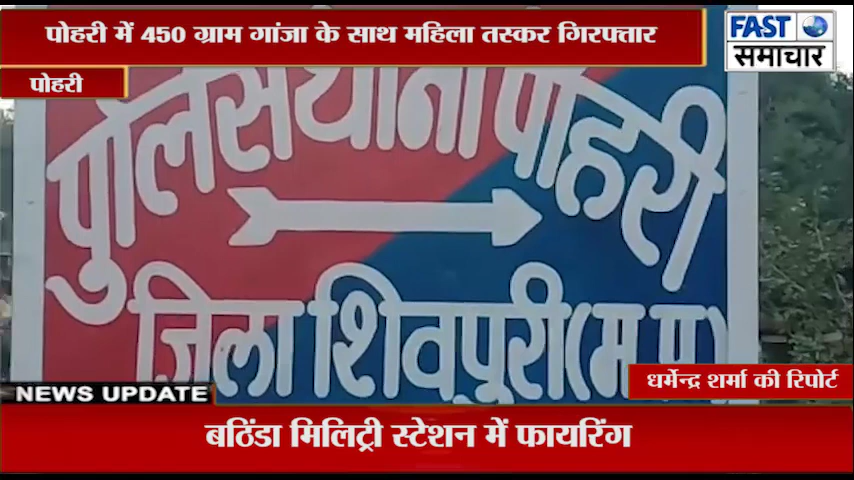 पोहरी में 450 ग्राम गांजा के साथ महिला तस्कर गिरफ्तार
FAST
समाचार
पोहरी
पुलिस थाना पोहरी
जिला शिवपुरी (म.प्र)
धर्मेन्द्र शर्मा की रिपोर्ट
NEWS UPDATE
बठिंडा मिलिट्री स्टेशन में फायरिंग